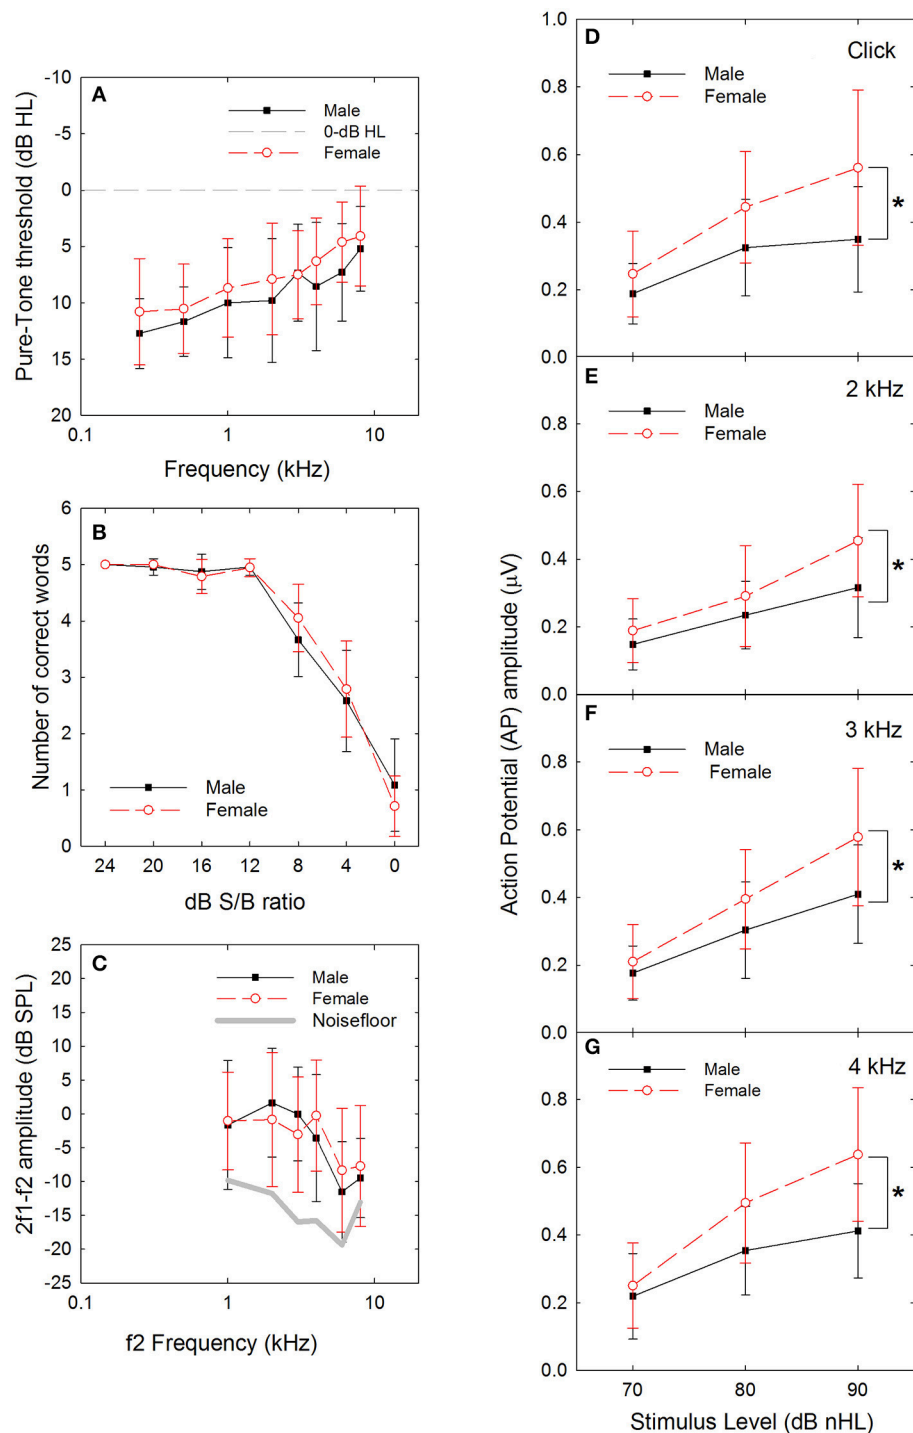 A
Male
0-dB HL
Female
-10
-5
0
5
10
15
20
0.1
1
10
Pure-Tone threshold (dB HL)
Frequency (kHz)
B
Male
Female
6
5
4
3
2
1
0
24
20
16
12
8
4
0
Number of correct words
dB S/B ratio
C
Male
Female
Noisefloor
25
20
15
10
5
0
-5
-10
-15
-20
-25
0.1
1
10
2f1-f2 amplitude (dB SPL)
f2 Frequency (kHz)
D
Click
Male
Female
1.0
0.8
0.6
0.4
0.2
0.0
*
E
2 kHz
Male
Female
0.8
0.6
0.4
0.2
0.0
*
Action Potential (AP) amplitude (µV)
F
3 kHz
Male
Female
0.8
0.6
0.4
0.2
0.0
*
G
4 kHz
Male
Female
0.8
0.6
0.4
0.2
0.0
*
70
80
90
Stimulus Level (dB nHL)